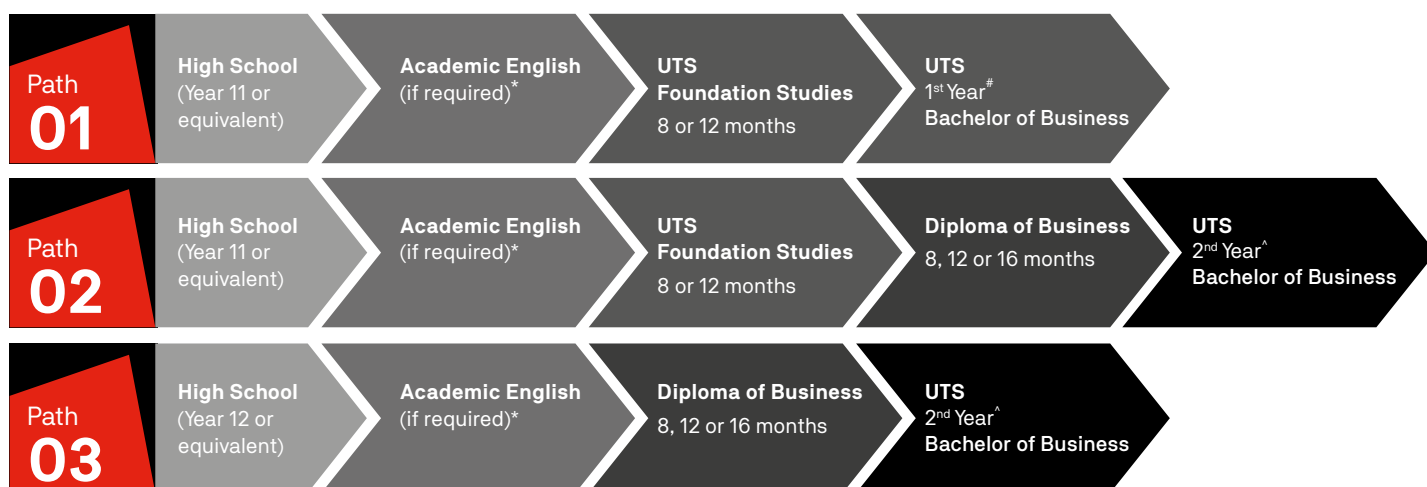 Path
01
High School
(Year 11 or
equivalent)
Academic English
(if required)*
UTS
Foundation Studies
8 or 12 months
UTS
1st Year#
Bachelor of Business
Path
02
High School
(Year 11 or
equivalent)
Academic English
(if required)*
UTS
Foundation Studies
8 or 12 months
Diploma of Business
8, 12 or 16 months
UTS
2nd Year^
Bachelor of Business
Path
03
High School
(Year 12 or
equivalent)
Academic English
(if required)*
Diploma of Business
8, 12 or 16 months
UTS
2nd Year^
Bachelor of Business